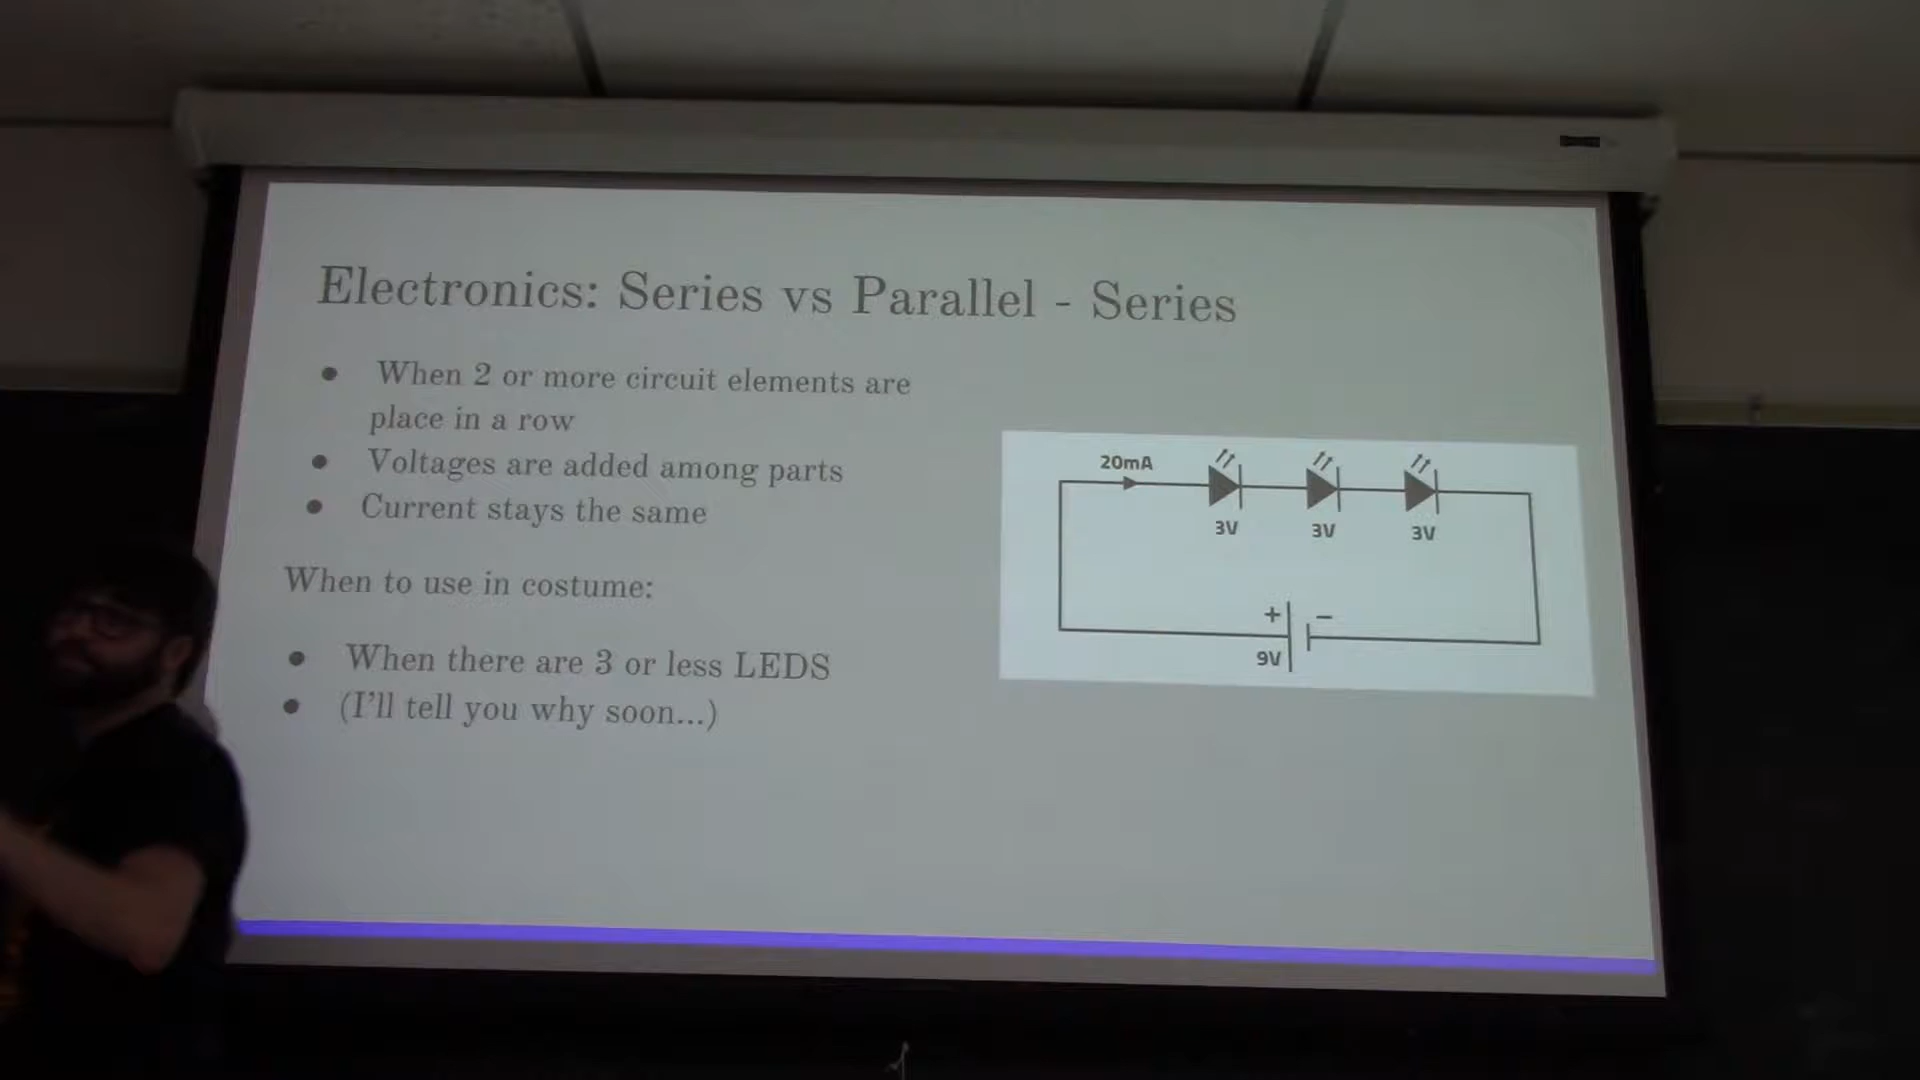 Electronics: Series vs Parallel - Series
● When 2 or more circuit elements are
place in a row
● Voltages are added among parts
● Current stays the same
When to use in costume:
● When there are 3 or less LEDS
● (I'll tell you why soon...)
20mA
3V 3V 3V
+ −
9V